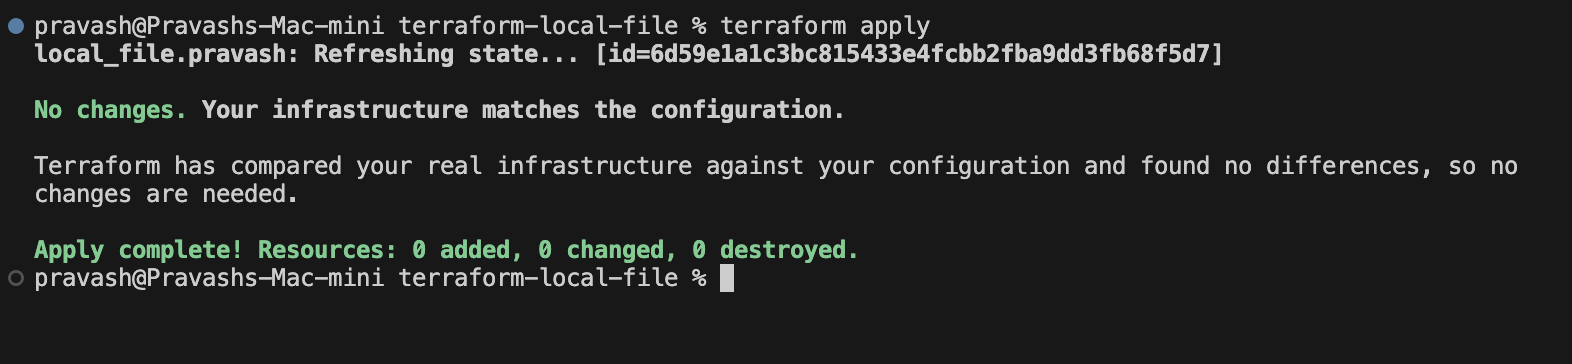 pravash@Pravashs-Mac-mini terraform-local-file % terraform apply
local_file.pravash: Refreshing state... [id=6d59e1a1c3bc815433e4fcbb2fba9dd3fb68f5d7]
No changes. Your infrastructure matches the configuration.
Terraform has compared your real infrastructure against your configuration and found no differences, so no
changes are needed.
Apply complete! Resources: 0 added, 0 changed, 0 destroyed.
pravash@Pravashs-Mac-mini terraform-local-file %